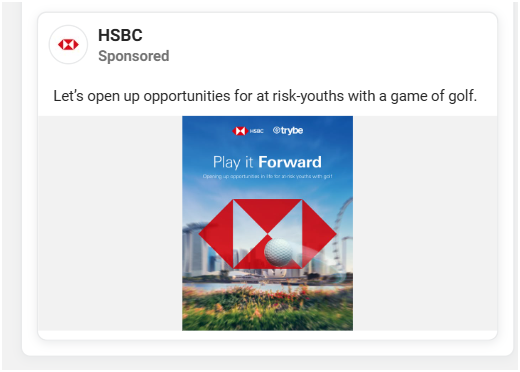 HSBC
Sponsored
Let’s open up opportunities for at risk-youths with a game of golf.
HSBC trybe
Play it Forward
Opening up opportunities in life for at-risk youths with golf